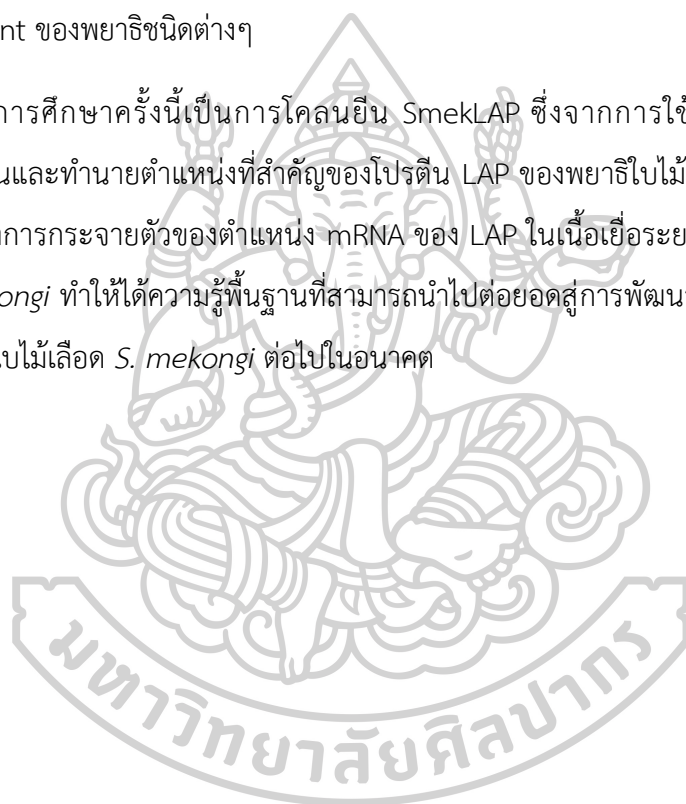 nt ของพยาธิชนิดต่างๆ
การศึกษาครั้งนี้เป็นการโคลนยีน SmekLAP ซึ่งจากการใช้
นและทำนายตำแหน่งที่สำคัญของโปรตีน LAP ของพยาธิใบไม้
การกระจายตัวของตำแหน่ง mRNA ของ LAP ในเนื้อเยื่อระย
ongi ทำให้ได้ความรู้พื้นฐานที่สามารถนำไปต่อยอดสู่การพัฒน
ใบไม้เลือด S. mekongi ต่อไปในอนาคต
มหาวิทยาลัยศิลปากร